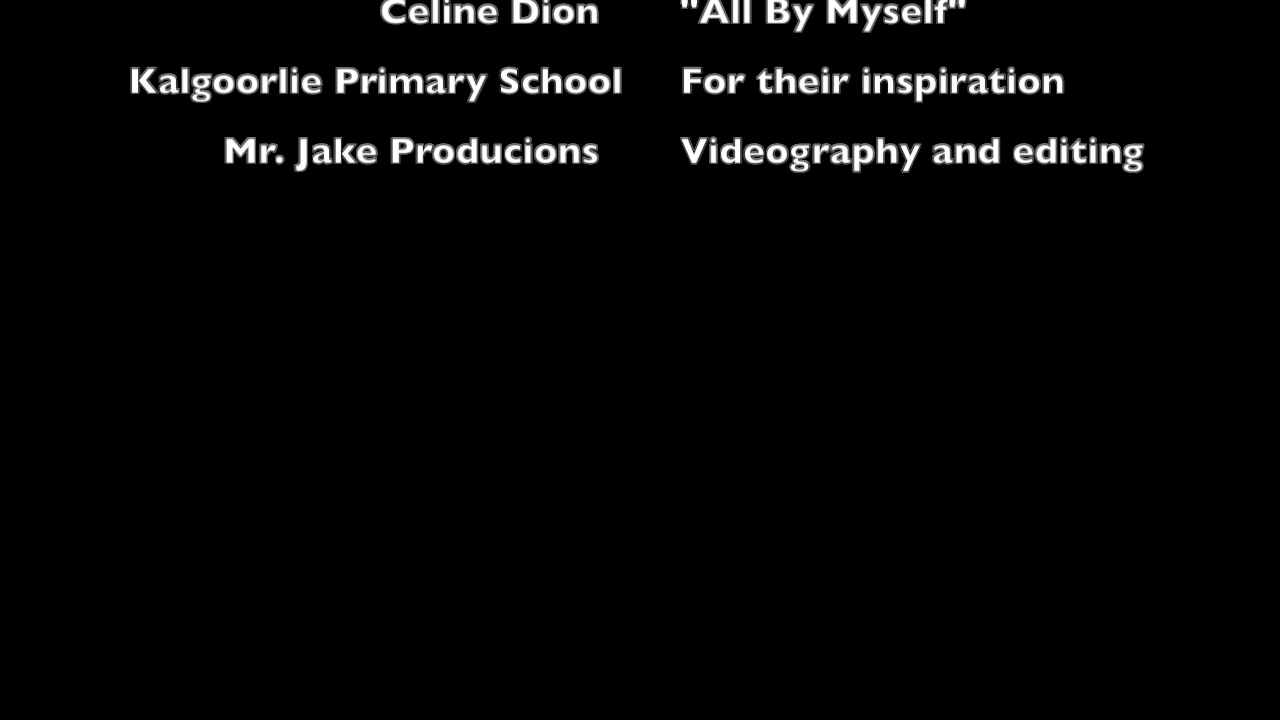 Celine Dion "All By Myself"
Kalgoorlie Primary School For their inspiration
Mr. Jake Producions Videography and editing